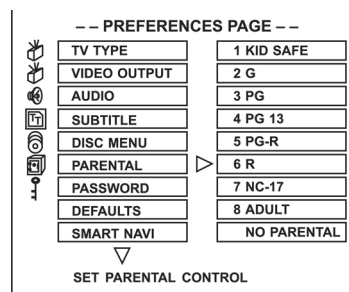 -- PREFERENCES PAGE --
TV TYPE
VIDEO OUTPUT
AUDIO
SUBTITLE
DISC MENU
PARENTAL
PASSWORD
DEFAULTS
SMART NAVI
1 KID SAFE
2 G
3 PG
4 PG 13
5 PG-R
6 R
7 NC-17
8 ADULT
NO PARENTAL
SET PARENTAL CONTROL